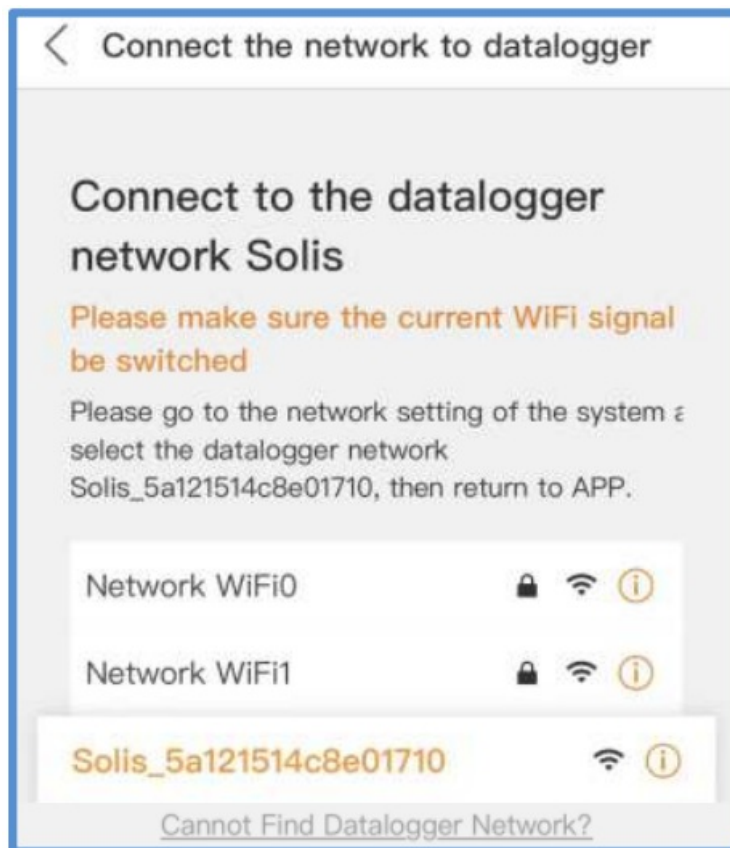 Connect the network to datalogger
Connect to the datalogger
network Solis
Please make sure the current WiFi signal
be switched
Please go to the network setting of the system
select the datalogger network
Solis_5a121514c8e01710, then return to APP.
Network WiFi0
Network WiFi1
Solis_5a121514c8e01710
Cannot Find Datalogger Network?